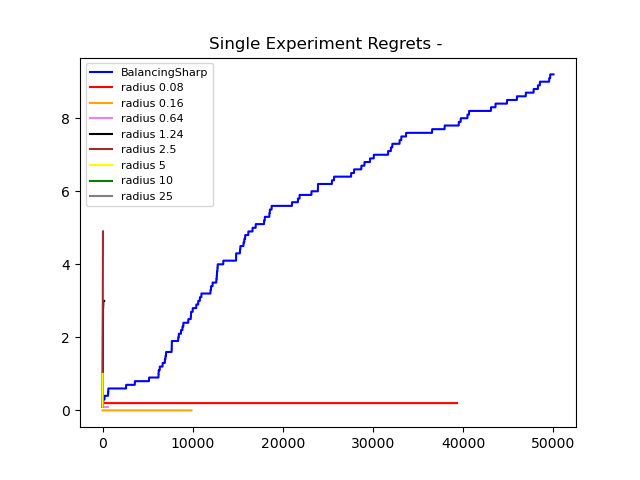 Single Experiment Regrets -
BalancingSharp
radius 0.08
radius 0.16
radius 0.64
radius 1.24
radius 2.5
radius 5
radius 10
radius 25
8
6
4
2
0
0 10000 20000 30000 40000 50000